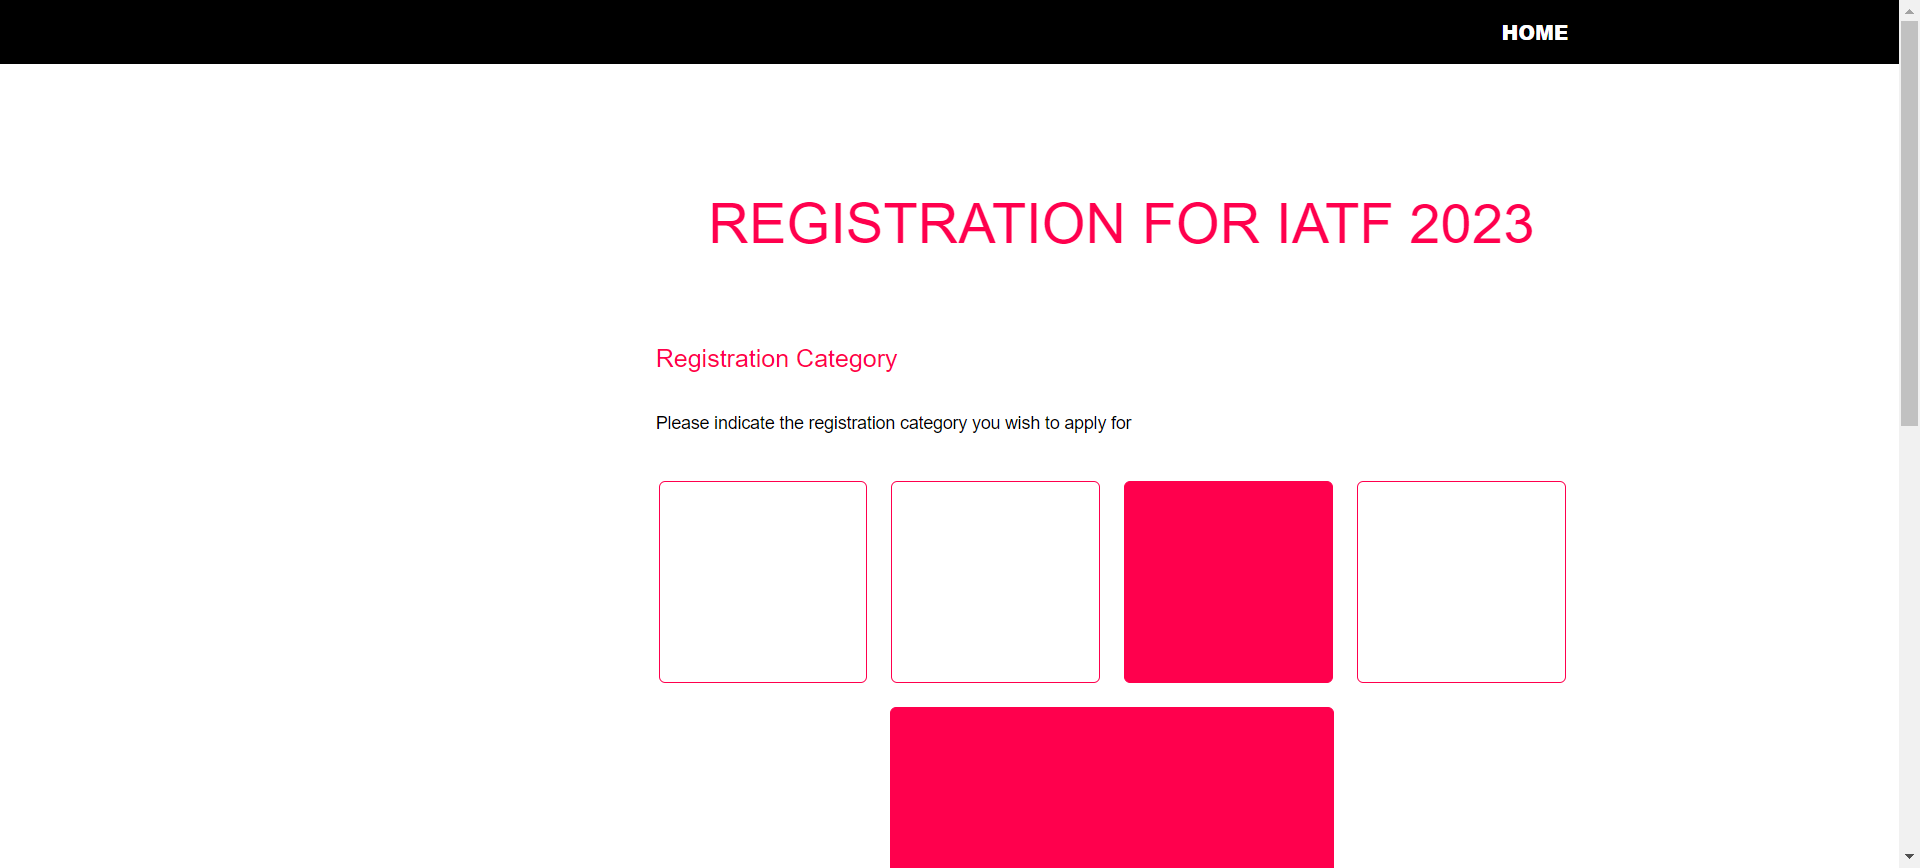 HOME
REGISTRATION FOR IATF 2023
Registration Category
Please indicate the registration category you wish to apply for